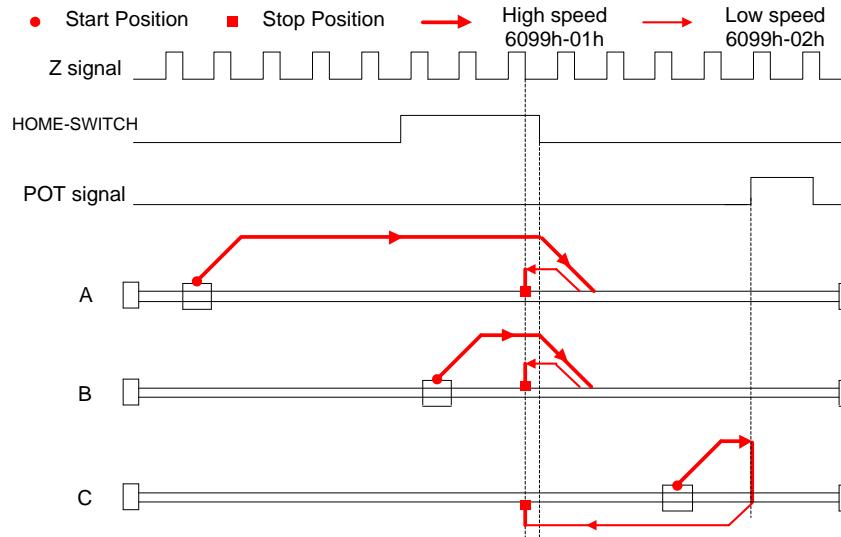 Start Position
Stop Position
High speed
6099h-01h
Low speed
6099h-02h
Z signal
HOME-SWITCH
POT signal
A
B
C